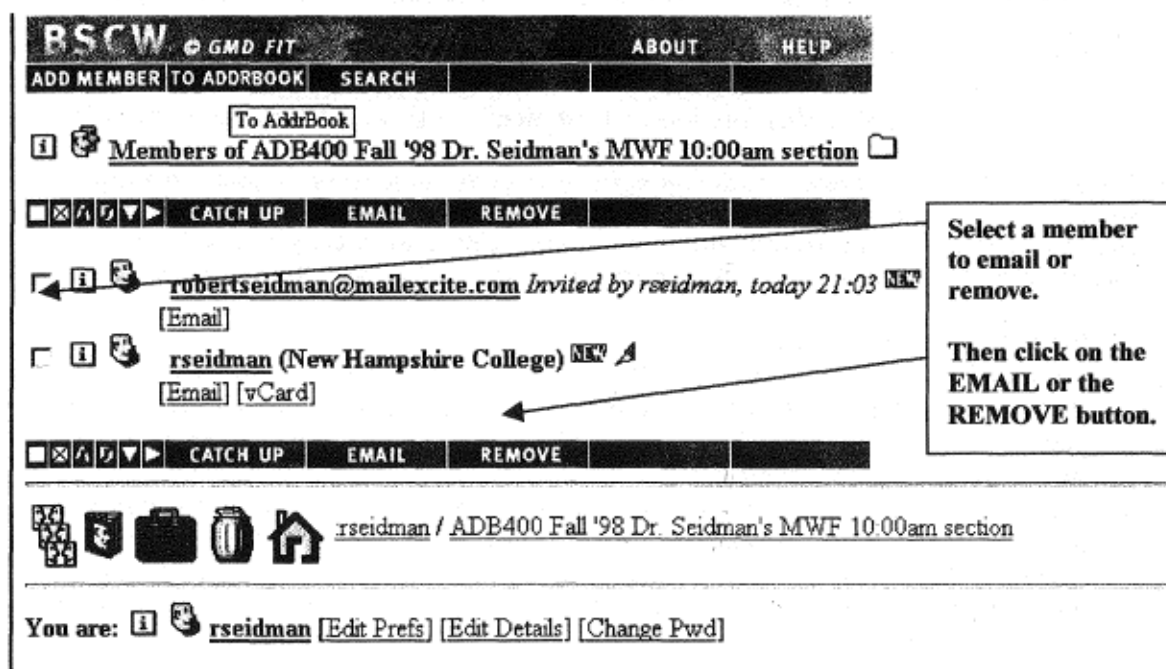 BSCW © GMD FIT ABOUT HELP
ADD MEMBER TO ADDRBOOK SEARCH
To AddrBook
Members of ADB400 Fall '98 Dr. Seidman's MWF 10:00am section
CATCH UP EMAIL REMOVE
robertseidman@mailexcite.com Invited by rseidman, today 21:03 NEW
[Email]
rseidman (New Hampshire College) NEW
[Email] [vCard]
Select a member
to email or
remove.
Then click on the
EMAIL or the
REMOVE button.
CATCH UP EMAIL REMOVE
:rseidman / ADB400 Fall '98 Dr. Seidman's MWF 10:00am section
You are: rseidman [Edit Prefs] [Edit Details] [Change Pwd]